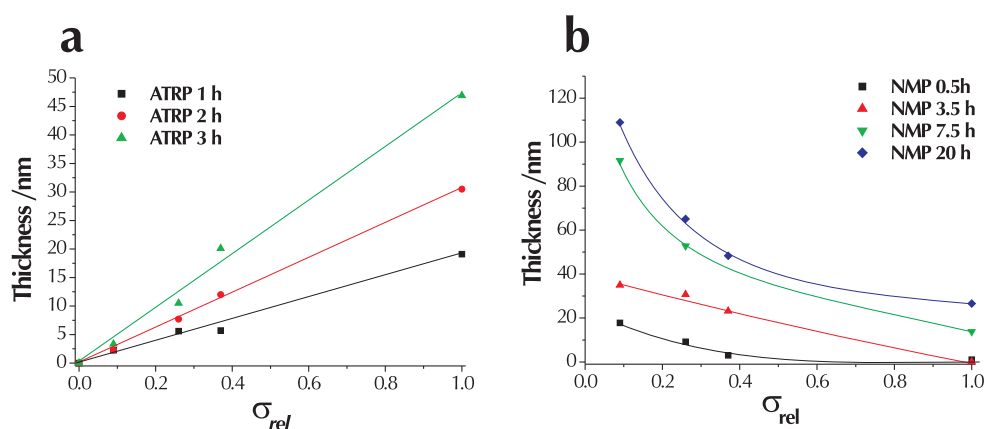 a
50
45
40
35
30
25
20
15
10
5
0
0.0 0.2 0.4 0.6 0.8 1.0
Thickness /nm
σrel
ATRP 1 h
ATRP 2 h
ATRP 3 h
b
120
100
80
60
40
20
0
0.0 0.2 0.4 0.6 0.8 1.0
Thickness /nm
σrel
NMP 0.5h
NMP 3.5 h
NMP 7.5 h
NMP 20 h